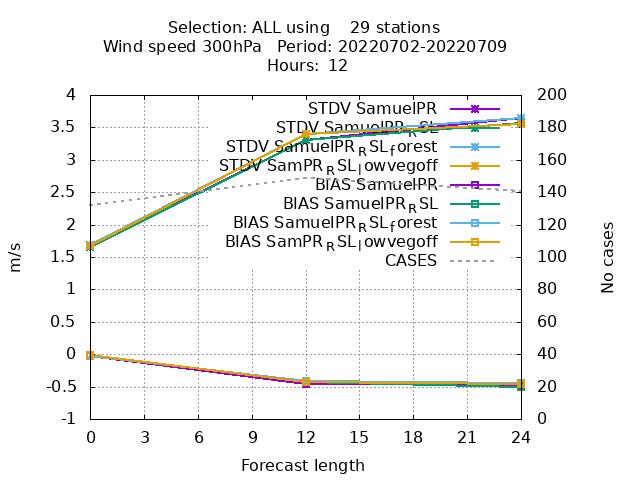 Selection: ALL using 29 stations
Wind speed 300hPa Period: 20220702-20220709
Hours: 12
4
3.5
3
2.5
2
1.5
1
0.5
0
-0.5
-1
m/s
STDV SamuelPR
STDV SamuelPR_RSL
STDV SamuelPR_RSL_forest
STDV SamPR_RSL_lowvegoff
BIAS SamuelPR
BIAS SamuelPR_RSL
BIAS SamuelPR_RSL_forest
BIAS SamPR_RSL_lowvegoff
CASES
200
180
160
140
120
100
80
60
40
20
0
No cases
0 3 6 9 12 15 18 21 24
Forecast length